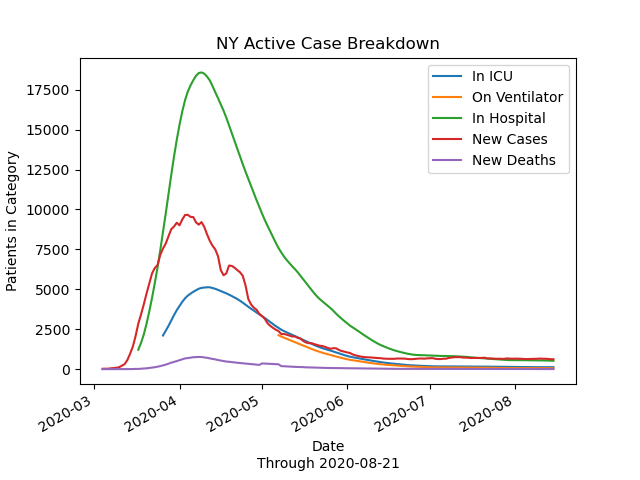 NY Active Case Breakdown
In ICU
On Ventilator
In Hospital
New Cases
New Deaths
Patients in Category
17500
15000
12500
10000
7500
5000
2500
0
2020-03
2020-04
2020-05
2020-06
2020-07
2020-08
Date
Through 2020-08-21